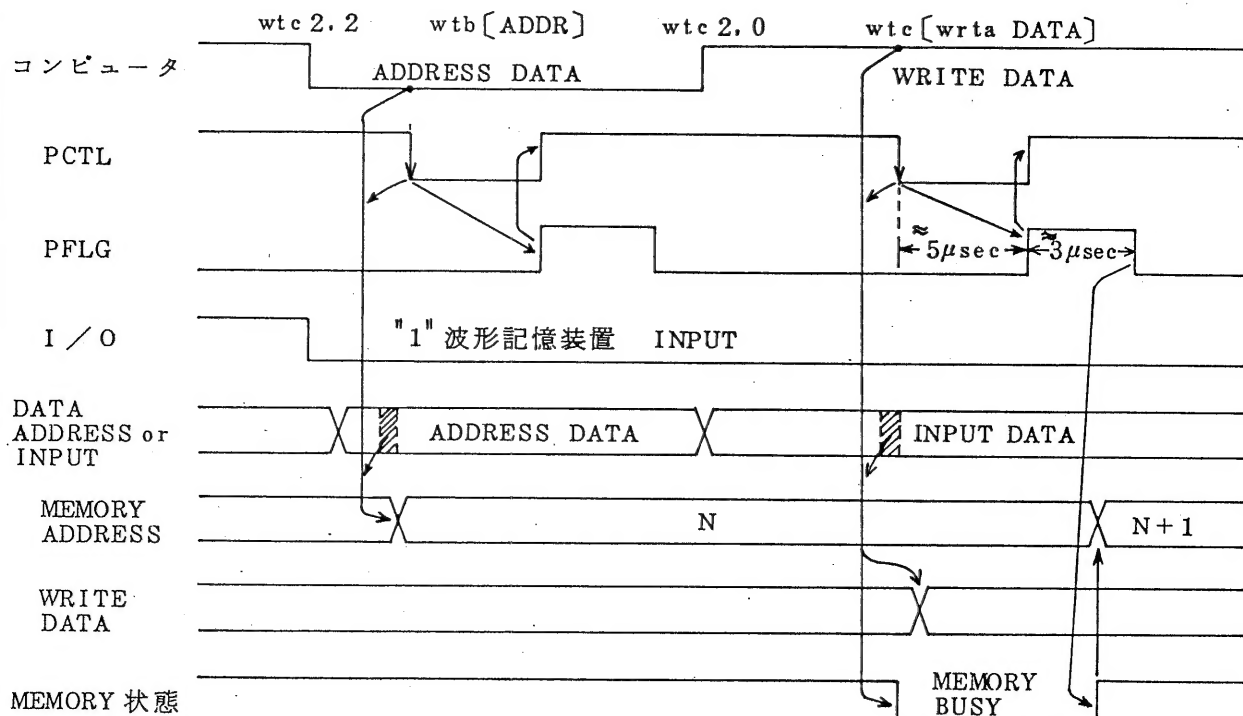 wtc 2,2 wtb〔ADDR〕 wtc 2,0 wtc〔wrta DATA〕
コンピュータ
ADDRESS DATA WRITE DATA
PCTL
PFLG
≈5μsec ≈3μsec
I／O "1" 波形記憶装置 INPUT
DATA
ADDRESS or
INPUT
ADDRESS DATA INPUT DATA
MEMORY
ADDRESS
N N+1
WRITE
DATA
MEMORY 状態
MEMORY
BUSY